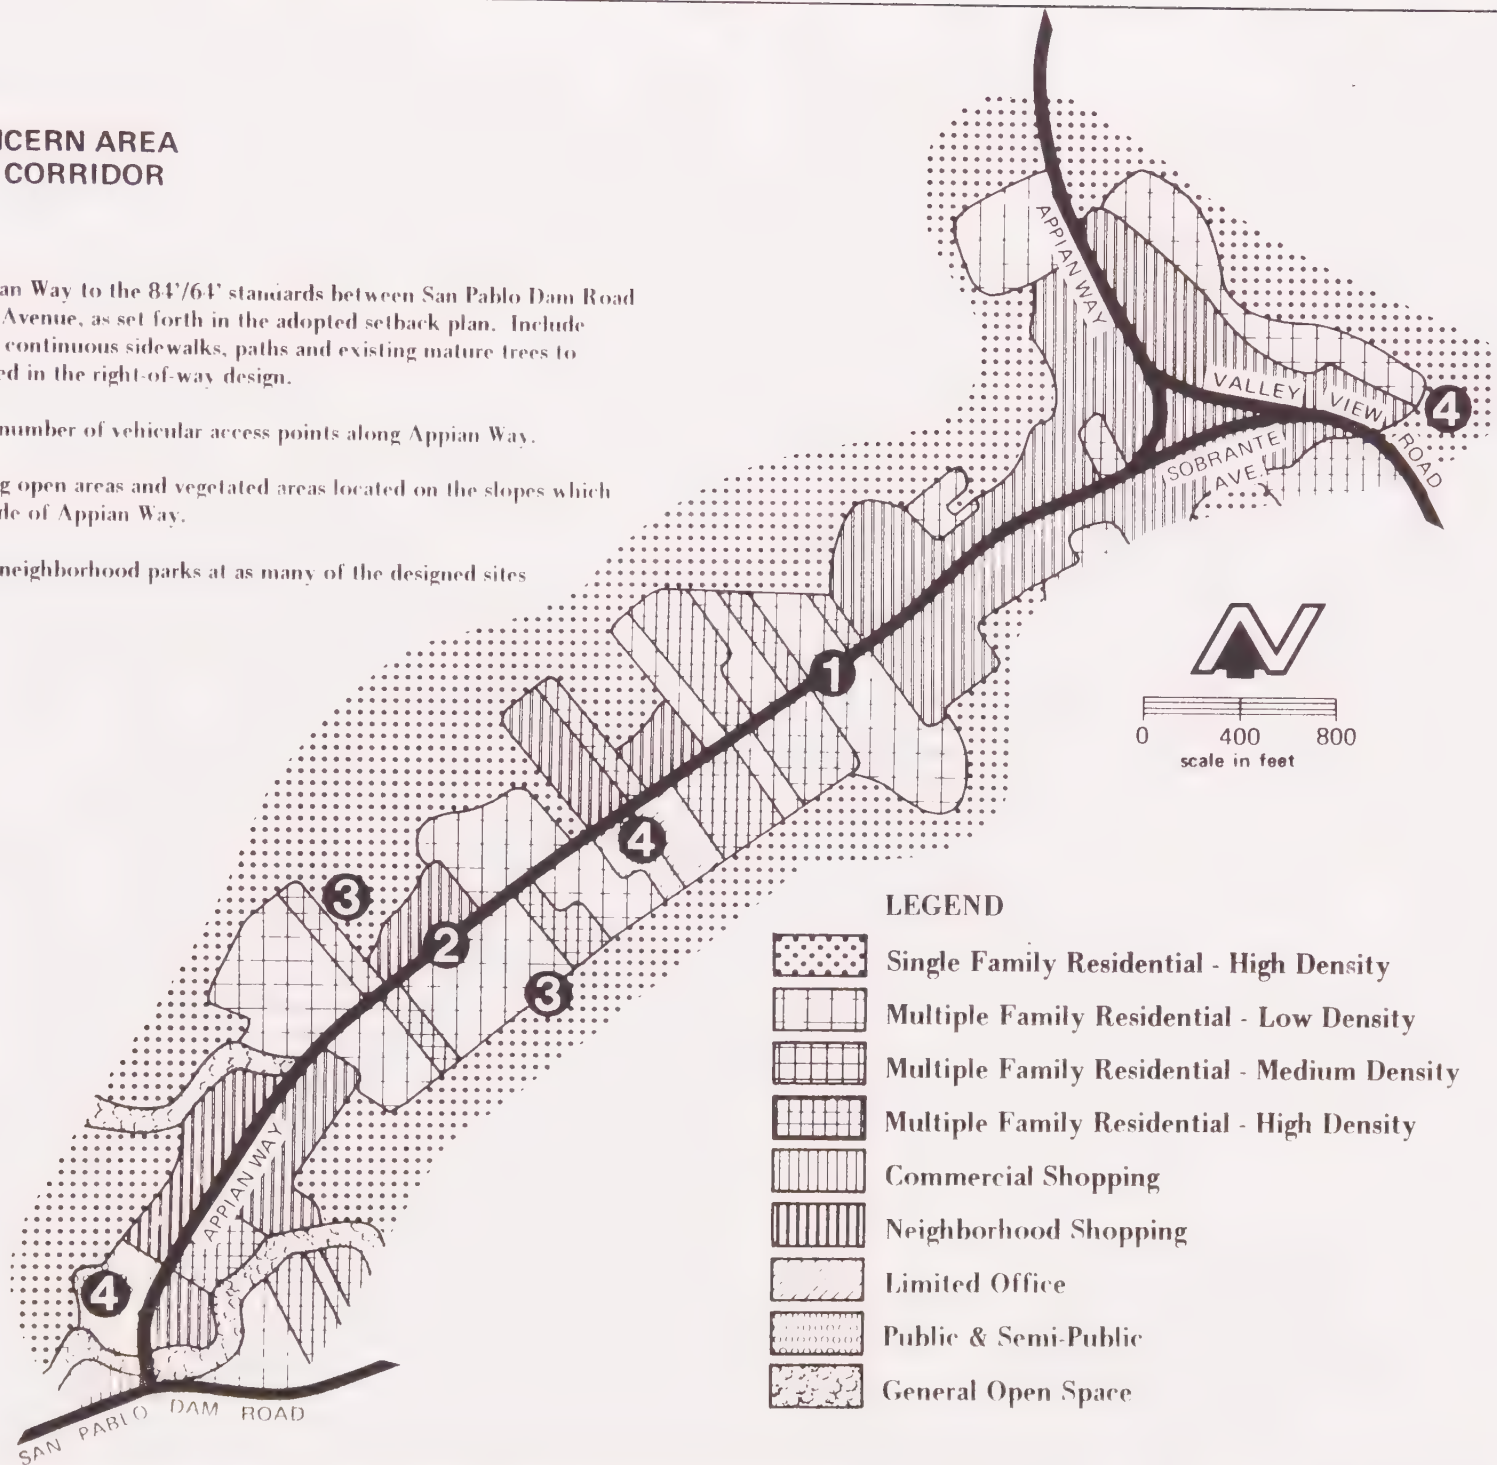 CERN AREA
CORRIDOR
an Way to the 84'/64' standards between San Pablo Dam Road
Avenue, as set forth in the adopted setback plan. Include
continuous sidewalks, paths and existing mature trees to
ed in the right-of-way design.
number of vehicular access points along Appian Way.
g open areas and vegetated areas located on the slopes which
de of Appian Way.
neighborhood parks at as many of the designed sites
APPIAN WAY
VALLEY VIEW ROAD
4
SOBRANTE
AVE.
1
0 400 800
scale in feet
4
3
2
3
APPIAN WAY
4
SAN PABLO DAM ROAD
LEGEND
Single Family Residential - High Density
Multiple Family Residential - Low Density
Multiple Family Residential - Medium Density
Multiple Family Residential - High Density
Commercial Shopping
Neighborhood Shopping
Limited Office
Public & Semi-Public
General Open Space